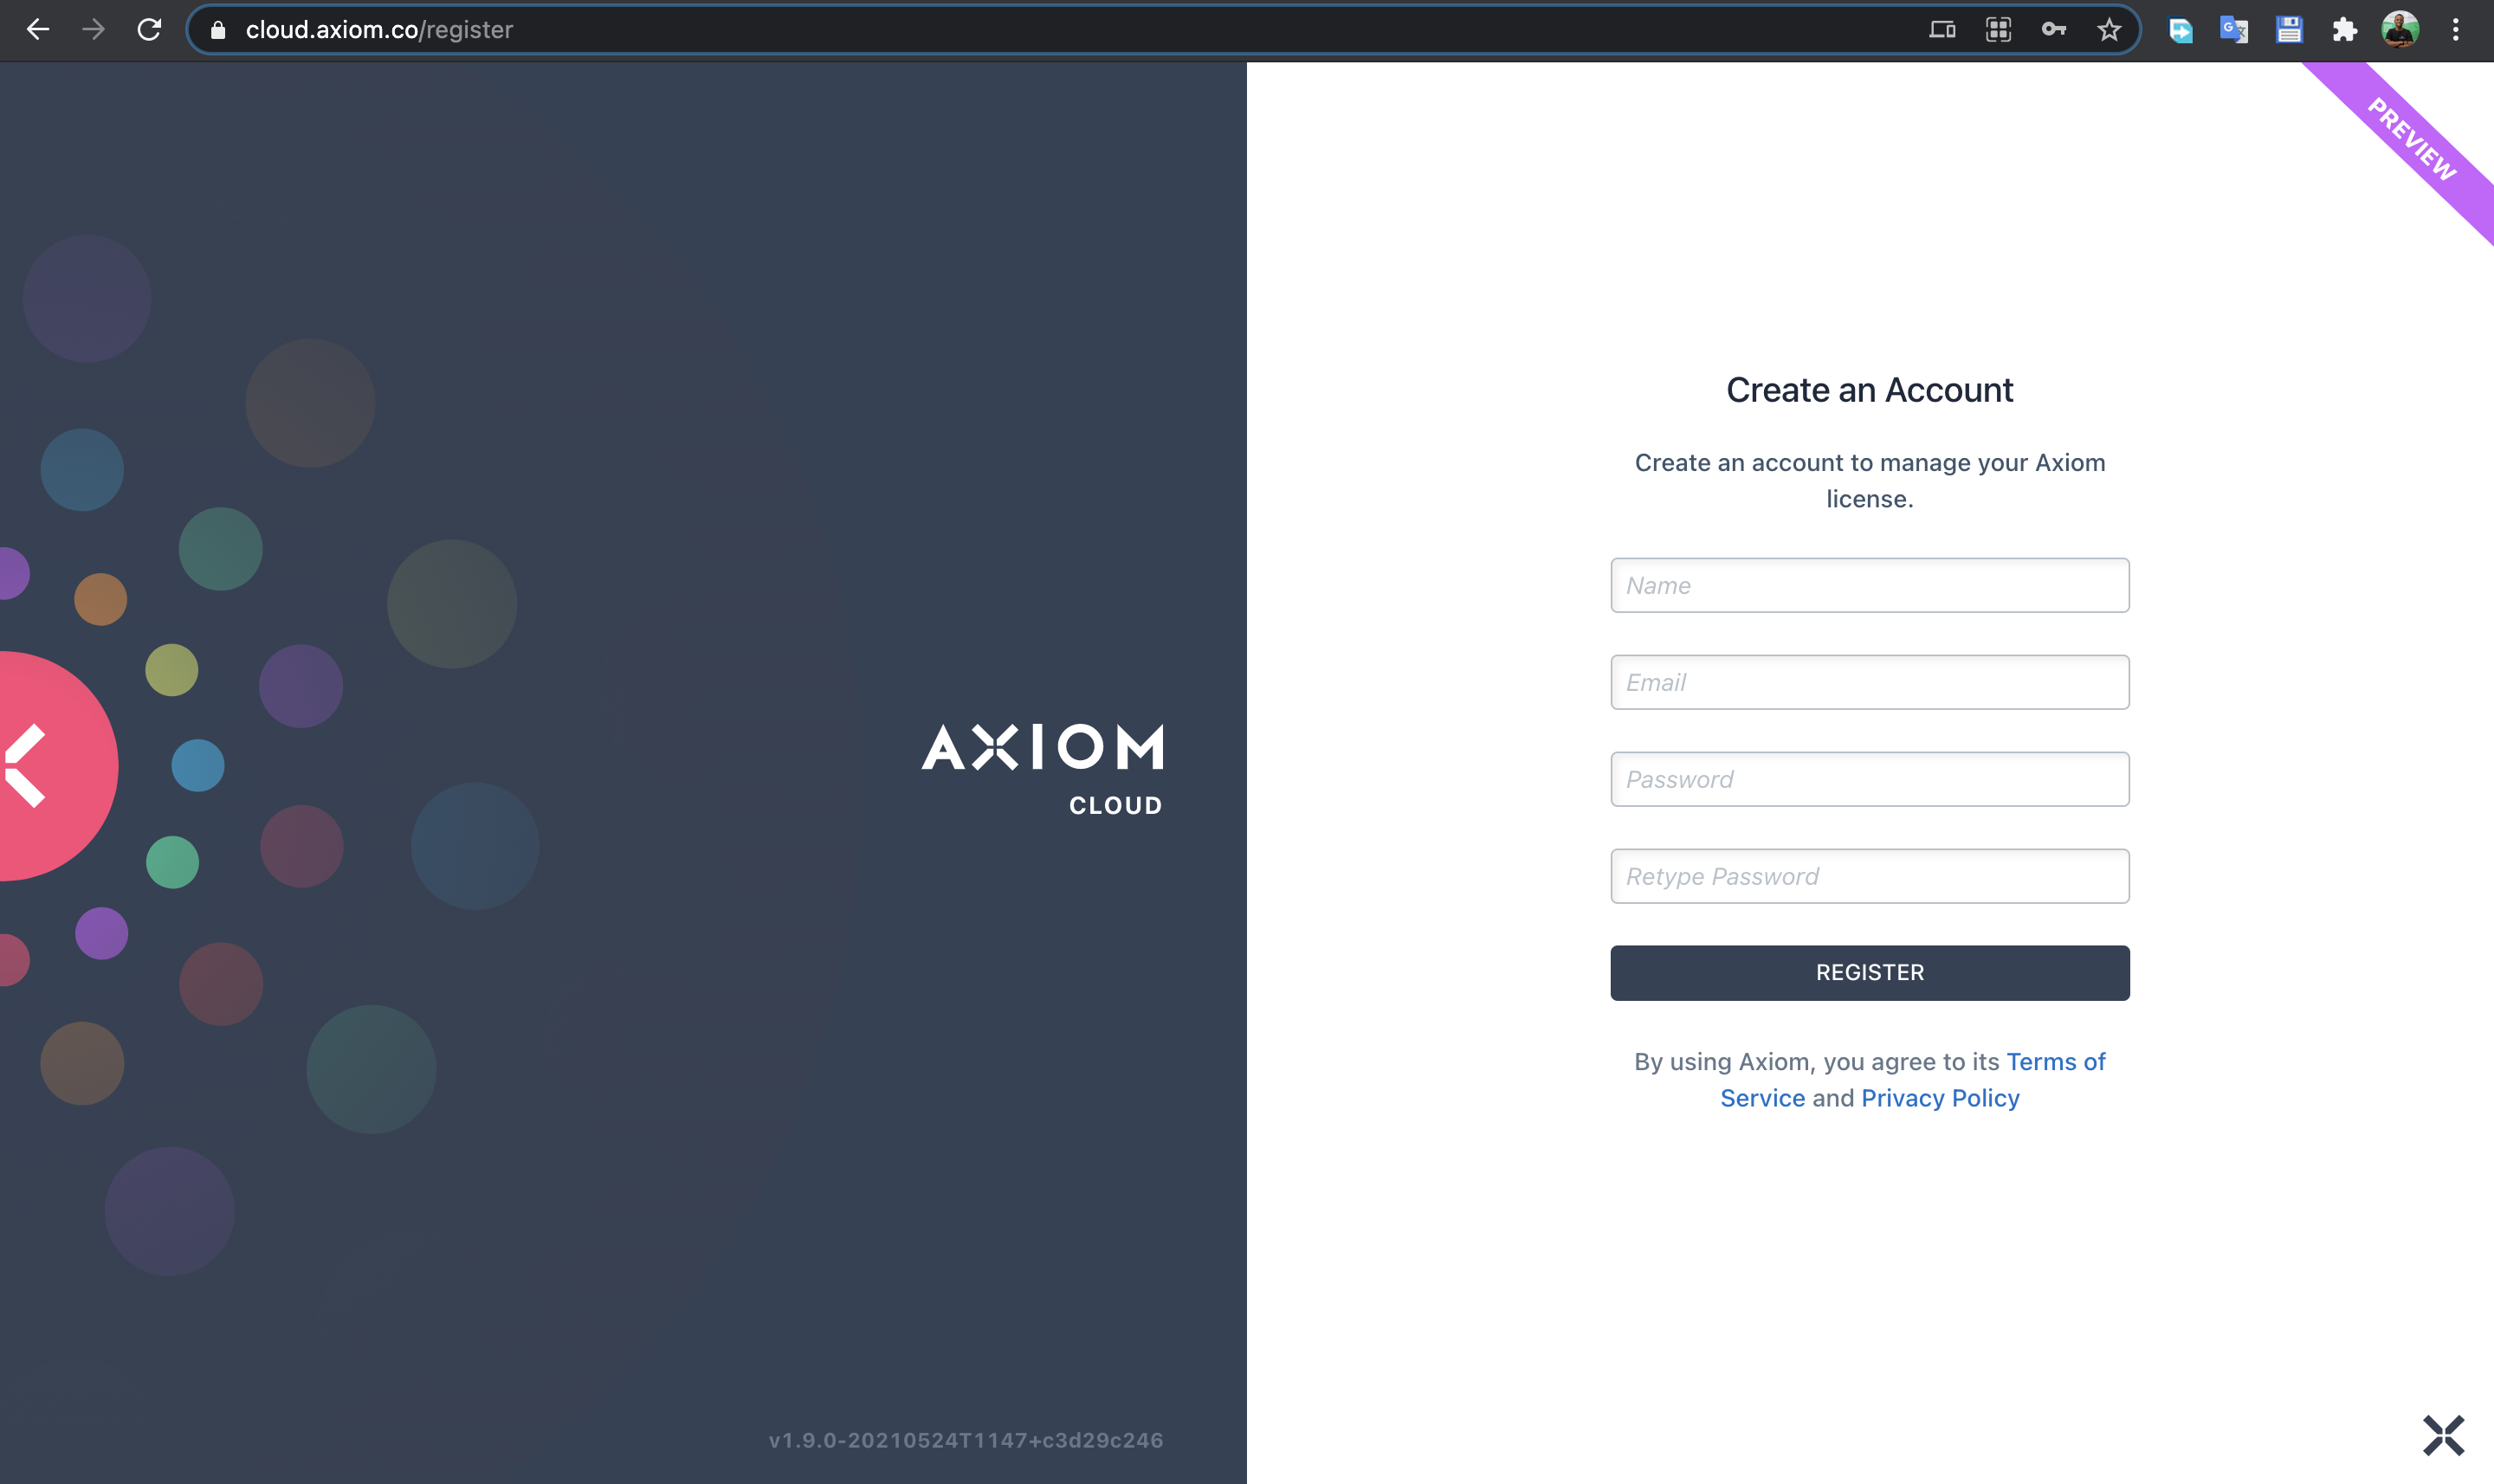 cloud.axiom.co/register
PREVIEW
AXIOM
CLOUD
v1.9.0-20210524T1147+c3d29c246
Create an Account
Create an account to manage your Axiom
license.
Name
Email
Password
Retype Password
REGISTER
By using Axiom, you agree to its Terms of
Service and Privacy Policy